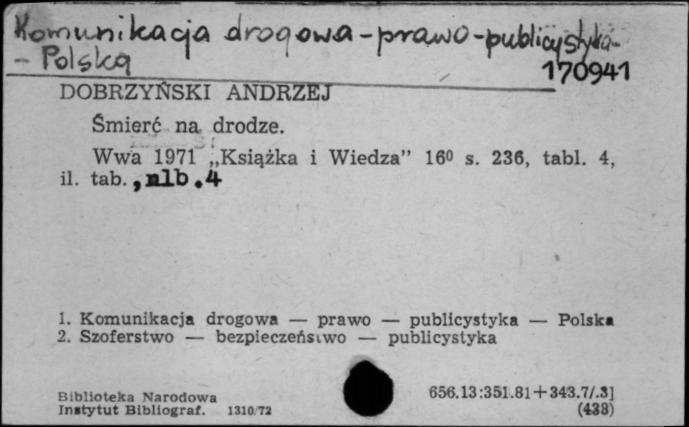 Komunikacja drogowa - prawo - publicystyka -
- Polska
170941
DOBRZYŃSKI ANDRZEJ
Śmierć na drodze.
Wwa 1971 „Książka i Wiedza” 16⁰ s. 236, tabl. 4,
il. tab. , nlb. 4
1. Komunikacja drogowa — prawo — publicystyka — Polska
2. Szoferstwo — bezpieczeństwo — publicystyka
Biblioteka Narodowa
Instytut Bibliograf. 1310/72
656.13:351.81+343.7/.3]
(438)